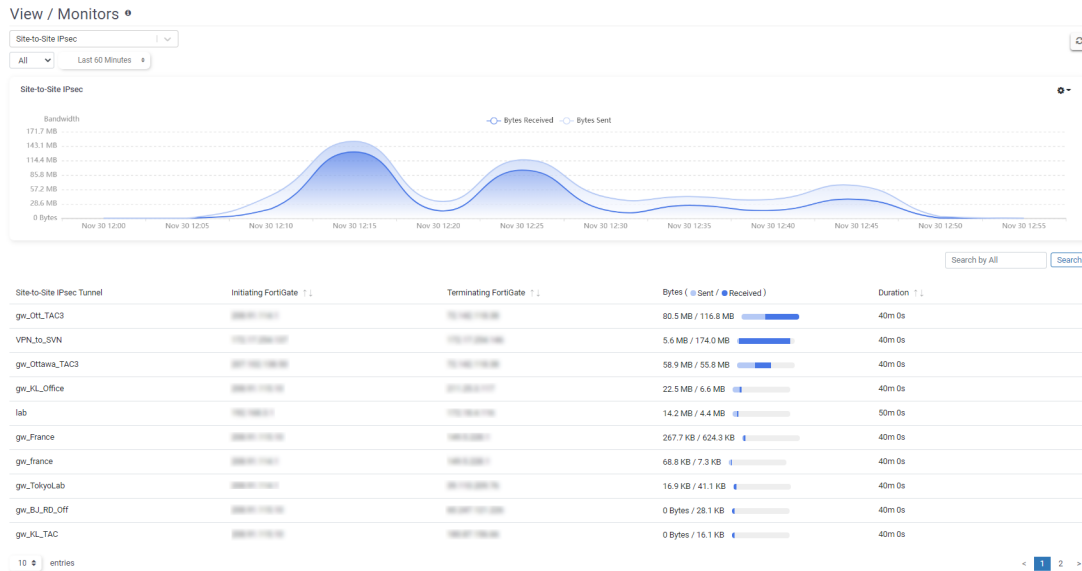 View / Monitors
Site-to-Site IPsec
All Last 60 Minutes
Site-to-Site IPsec
Bandwidth
Bytes Received Bytes Sent
171.7 MB
143.1 MB
114.4 MB
85.8 MB
57.2 MB
28.6 MB
0 Bytes
Nov 30 12:00 Nov 30 12:05 Nov 30 12:10 Nov 30 12:15 Nov 30 12:20 Nov 30 12:25 Nov 30 12:30 Nov 30 12:35 Nov 30 12:40 Nov 30 12:45 Nov 30 12:50 Nov 30 12:55
Search by All Search
Site-to-Site IPsec Tunnel Initiating FortiGate ↑↓ Terminating FortiGate ↑↓ Bytes ( Sent / Received ) Duration ↑↓
gw_Ott_TAC3 80.5 MB / 116.8 MB 40m 0s
VPN_to_SVN 5.6 MB / 174.0 MB 40m 0s
gw_Ottawa_TAC3 58.9 MB / 55.8 MB 40m 0s
gw_KL_Office 22.5 MB / 6.6 MB 40m 0s
lab 14.2 MB / 4.4 MB 50m 0s
gw_France 267.7 KB / 624.3 KB 40m 0s
gw_france 68.8 KB / 7.3 KB 40m 0s
gw_TokyoLab 16.9 KB / 41.1 KB 40m 0s
gw_BJ_RD_Off 0 Bytes / 28.1 KB 40m 0s
gw_KL_TAC 0 Bytes / 16.1 KB 40m 0s
10 entries < 1 2 >